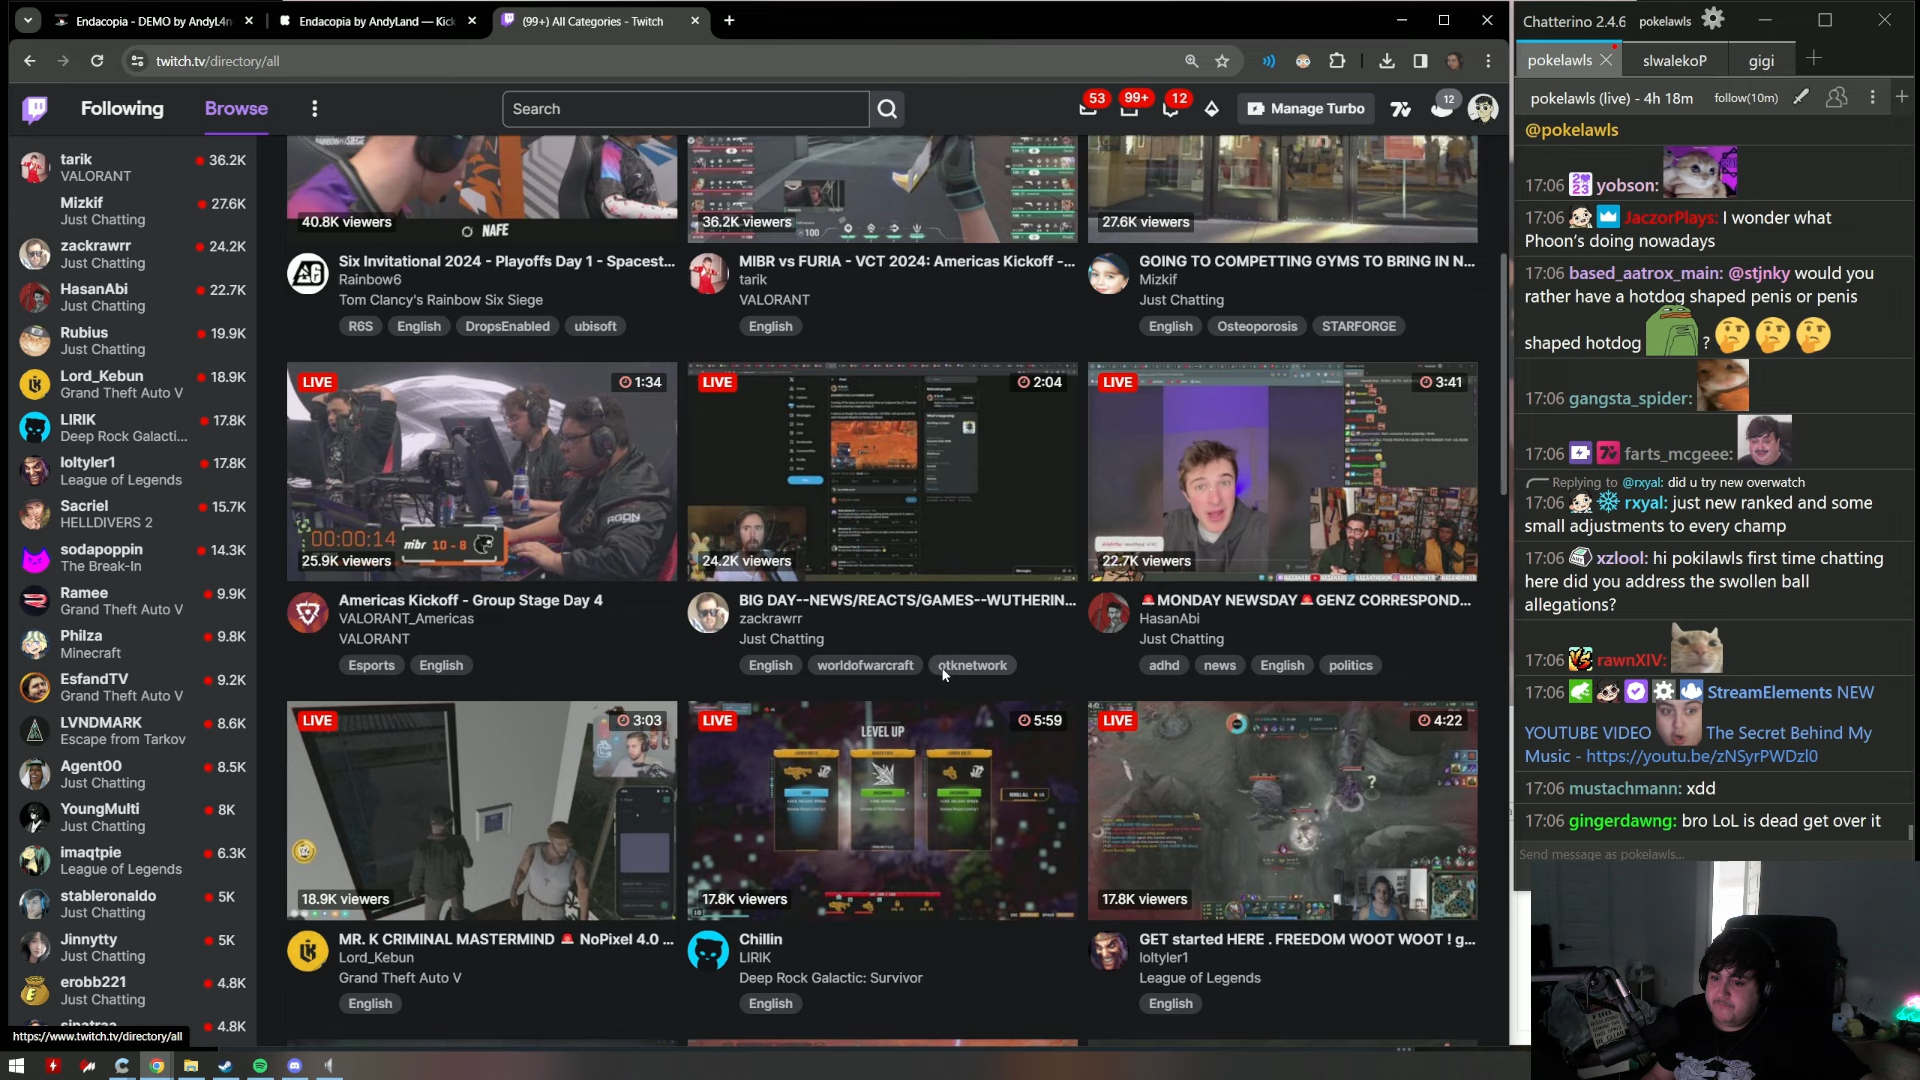 Endacopia - DEMO by AndyL4n
Endacopia by AndyLand — Kick
(99+) All Categories - Twitch
twitch.tv/directory/all
Following
Browse
Search
53
99+
12
Manage Turbo
12
tarik
36.2K
VALORANT
Mizkif
27.6K
Just Chatting
zackrawrr
24.2K
Just Chatting
HasanAbi
22.7K
Just Chatting
Rubius
19.9K
Just Chatting
Lord_Kebun
18.9K
Grand Theft Auto V
LIRIK
17.8K
Deep Rock Galacti...
loltyler1
17.8K
League of Legends
Sacriel
15.7K
HELLDIVERS 2
sodapoppin
14.3K
The Break-In
Ramee
9.9K
Grand Theft Auto V
Philza
9.8K
Minecraft
EsfandTV
9.2K
Grand Theft Auto V
LVNDMARK
8.6K
Escape from Tarkov
Agent00
8.5K
Just Chatting
YoungMulti
8K
Just Chatting
imaqtpie
6.3K
League of Legends
stableronaldo
5K
Just Chatting
Jinnytty
5K
Just Chatting
erobb221
4.8K
Just Chatting
4.8K
https://www.twitch.tv/directory/all
40.8K viewers
NAFE
Six Invitational 2024 - Playoffs Day 1 - Spacest...
Rainbow6
Tom Clancy's Rainbow Six Siege
R6S
English
DropsEnabled
ubisoft
36.2K viewers
100
MIBR vs FURIA - VCT 2024: Americas Kickoff -...
tarik
VALORANT
English
27.6K viewers
GOING TO COMPETTING GYMS TO BRING IN N...
Mizkif
Just Chatting
English
Osteoporosis
STARFORGE
LIVE
1:34
AGON
00:00:14
mibr 10 - 8
25.9K viewers
Americas Kickoff - Group Stage Day 4
VALORANT_Americas
VALORANT
Esports
English
LIVE
2:04
24.2K viewers
BIG DAY--NEWS/REACTS/GAMES--WUTHERIN...
zackrawrr
Just Chatting
English
worldofwarcraft
otknetwork
LIVE
3:41
22.7K viewers
🚨MONDAY NEWSDAY🚨GENZ CORRESPOND...
HasanAbi
Just Chatting
adhd
news
English
politics
LIVE
3:03
18.9K viewers
MR. K CRIMINAL MASTERMIND 🚨 NoPixel 4.0 ...
Lord_Kebun
Grand Theft Auto V
English
LIVE
5:59
LEVEL UP
17.8K viewers
Chillin
LIRIK
Deep Rock Galactic: Survivor
English
LIVE
4:22
17.8K viewers
GET started HERE . FREEDOM WOOT WOOT ! g...
loltyler1
League of Legends
English
Chatterino 2.4.6
pokelawls
pokelawls
slwalekoP
gigi
pokelawls (live) - 4h 18m
follow(10m)
@pokelawls
17:06 yobson:
17:06 JaczorPlays: I wonder what
Phoon's doing nowadays
17:06 based_aatrox_main: @stjnky would you
rather have a hotdog shaped penis or penis
shaped hotdog ? 🤔🤔🤔
17:06 gangsta_spider:
17:06 farts_mcgeee:
Replying to @rxyal: did u try new overwatch
17:06 rxyal: just new ranked and some
small adjustments to every champ
17:06 xzlool: hi pokilawls first time chatting
here did you address the swollen ball
allegations?
17:06 rawnXIV:
17:06 StreamElements NEW
YOUTUBE VIDEO The Secret Behind My
Music - https://youtu.be/zNSyrPWDzl0
17:06 mustachmann: xdd
17:06 gingerdawng: bro LoL is dead get over it
Send message as pokelawls...